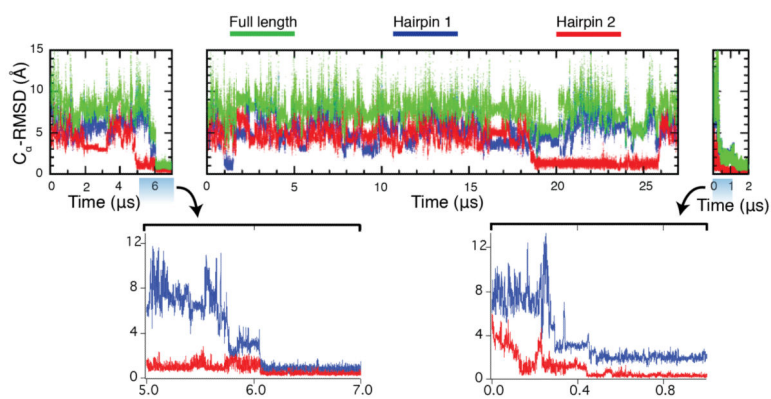 Full length Hairpin 1 Hairpin 2
Cα-RMSD (Å)
15
10
5
0
0 2 4 6
0 5 10 15 20 25
0 1 2
Time (μs) Time (μs) Time (μs)
12
8
4
0
5.0 6.0 7.0
12
8
4
0
0.0 0.4 0.8